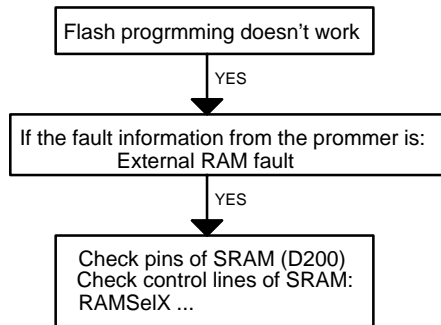 Flash progrmming doesn't work
YES
If the fault information from the prommer is:
External RAM fault
YES
Check pins of SRAM (D200)
Check control lines of SRAM:
RAMSelX ...